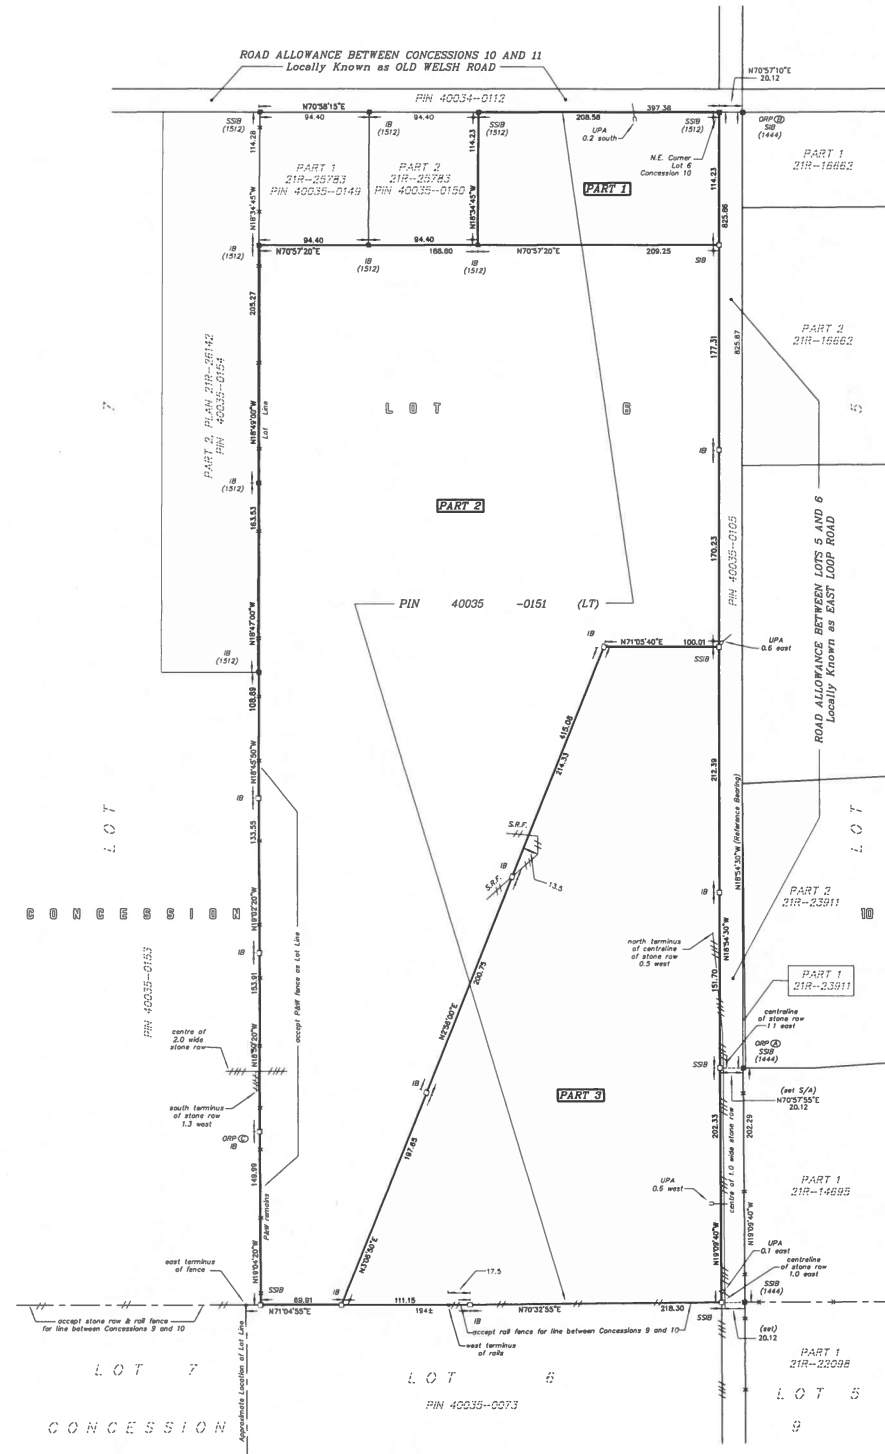 ROAD ALLOWANCE BETWEEN CONCESSIONS 10 AND 11
Locally Known as OLD WELSH ROAD
N70°57'10"E
20.12
PIN 40034-0112
N70°58'15"E
397.38
94.40
94.40
208.58
SSIB
(1512)
IB
(1512)
SSIB
(1512)
UPA
0.2 south
SSIB
(1512)
ORP Ⓑ
SIB
(1444)
114.28
114.23
114.23
N.E. Corner
Lot 6
Concession 10
PART 1
21R-25783
PIN 40035-0149
PART 2
21R-25783
PIN 40035-0150
PART 1
PART 1
21R-16662
N18°34'45"W
N18°34'45"W
825.86
94.40
94.40
IB
(1512)
N70°57'20"E
IB
(1512)
188.80
IB
(1512)
N70°57'20"E
209.25
SIB
205.27
177.31
825.87
PART 2
21R-16662
PART 2, PLAN 21R-26142
PIN 40035-0154
7
N18°49'00"W
Lot Line
LOT 6
5
IB
(1512)
IB
163.53
PART 2
170.23
PIN 40035-0105
ROAD ALLOWANCE BETWEEN LOTS 5 AND 6
Locally Known as EAST LOOP ROAD
N18°47'00"W
PIN 40035 -0151 (LT)
IB
(1512)
IB
N71°05'40"E
100.01
SSIB
UPA
0.6 east
108.89
N18°45'50"W
415.08
214.33
212.39
N18°54'30"W (Reference Bearing)
IB
133.55
LOT
LOT
S.R.F.
S.R.F.
IB
13.5
IB
N19°02'20"W
accept P&W fence as Lot Line
PART 2
21R-23911
CONCESSION
10
PIN 40035-0153
IB
153.91
north terminus
of centreline
of stone row
0.5 west
N18°54'30"W
151.70
200.75
N2°56'00"E
PART 1
21R-23911
centre of
2.0 wide
stone row
N18°50'20"W
centreline
of stone row
1.1 east
ORP Ⓐ
SSIB
(1444)
SSIB
IB
south terminus
of stone row
1.3 west
PART 3
(set S/A)
N70°57'55"E
20.12
ORP Ⓒ
IB
202.33
202.29
centre of 1.0 wide stone row
149.99
197.65
P&W remains
UPA
0.6 west
PART 1
21R-14695
N19°04'20"W
N3°06'50"E
N19°09'40"W
N19°09'40"W
UPA
0.1 east
centreline
of stone row
1.0 east
east terminus
of fence
17.5
SSIB
(1444)
SSIB
69.91
IB
111.15
N71°04'55"E
194±
IB
N70°32'55"E
218.30
SSIB
accept stone row & rail fence
for line between Concessions 9 and 10
accept rail fence for line between Concessions 9 and 10
west terminus
of rails
(set)
20.12
Approximate Location of Lot Line
LOT 7
LOT 6
PIN 40035-0073
PART 1
21R-22098
LOT 5
CONCESSION
9